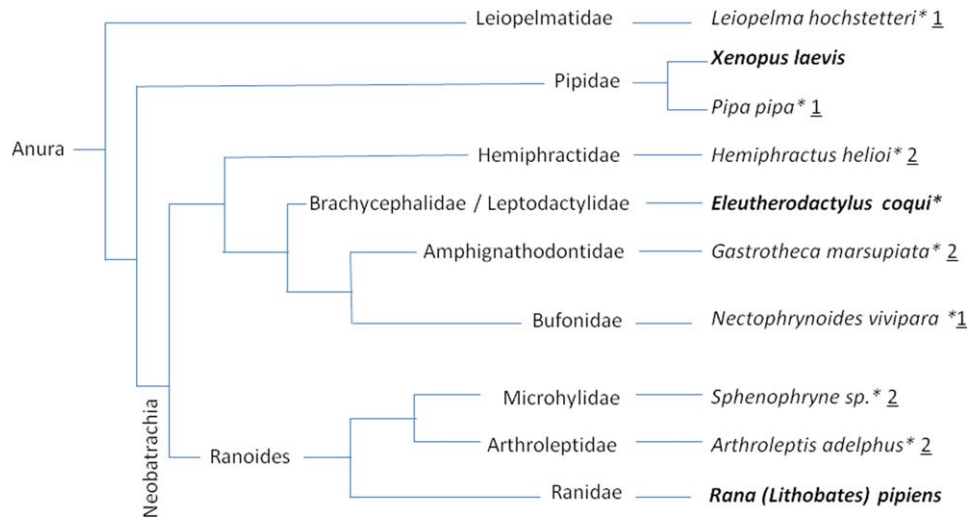 Leiopelmatidae Leiopelma hochstetteri* 1
Xenopus laevis
Pipidae
Pipa pipa* 1
Anura
Hemiphractidae Hemiphractus helioi* 2
Brachycephalidae / Leptodactylidae Eleutherodactylus coqui*
Amphignathodontidae Gastrotheca marsupiata* 2
Bufonidae Nectophrynoides vivipara *1
Neobatrachia
Microhylidae Sphenophryne sp.* 2
Arthroleptidae Arthroleptis adelphus* 2
Ranoides
Ranidae Rana (Lithobates) pipiens